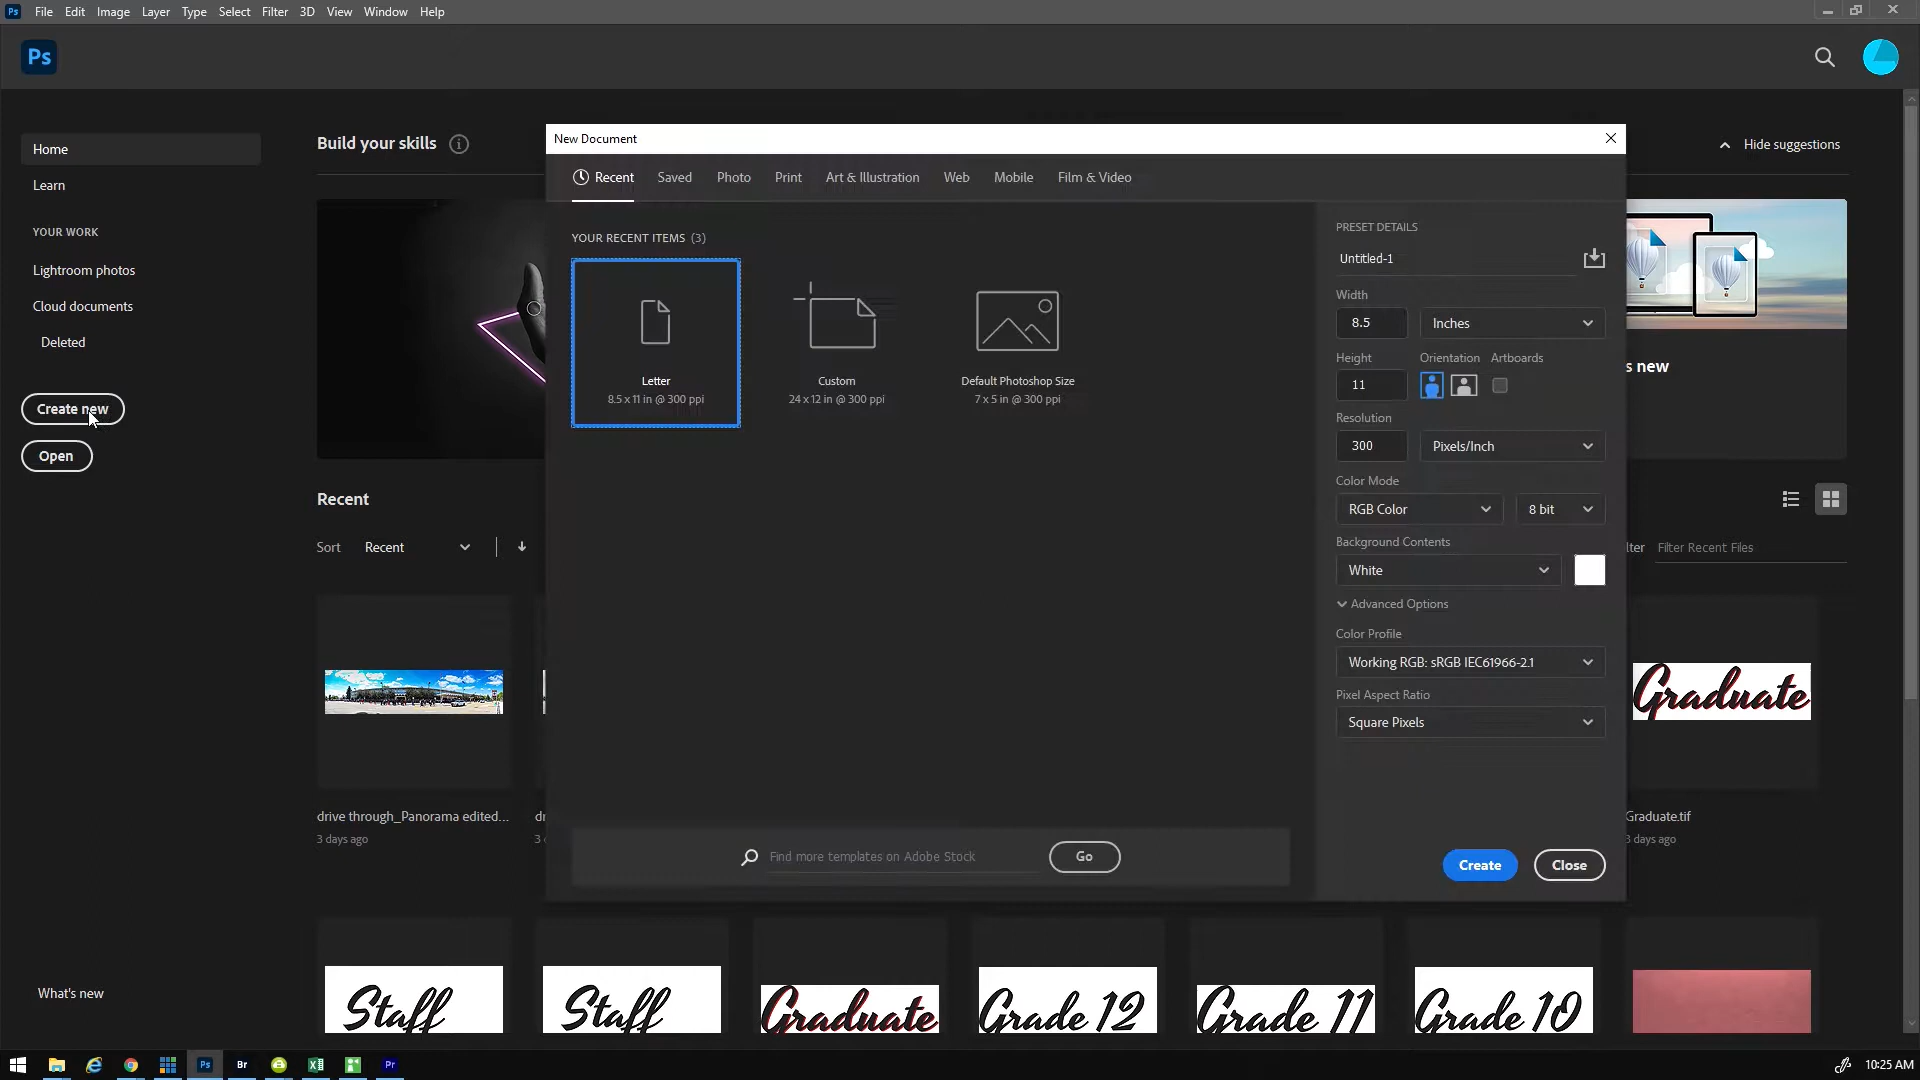 Ps File Edit Image Layer Type Select Filter 3D View Window Help
Ps
Home
Learn
YOUR WORK
Lightroom photos
Cloud documents
Deleted
Create new
Open
What's new
Build your skills
Hide suggestions
s new
Recent
Sort Recent
lter Filter Recent Files
New Document
Recent Saved Photo Print Art & Illustration Web Mobile Film & Video
YOUR RECENT ITEMS (3)
Letter
8.5 x 11 in @ 300 ppi
Custom
24 x 12 in @ 300 ppi
Default Photoshop Size
7 x 5 in @ 300 ppi
Find more templates on Adobe Stock Go
PRESET DETAILS
Untitled-1
Width
8.5 Inches
Height Orientation Artboards
11
Resolution
300 Pixels/Inch
Color Mode
RGB Color 8 bit
Background Contents
White
Advanced Options
Color Profile
Working RGB: sRGB IEC61966-2.1
Pixel Aspect Ratio
Square Pixels
Create Close
Graduate
drive through_Panorama edited... dr Graduate.tif
3 days ago 3 3 days ago
Staff Staff Graduate Grade 12 Grade 11 Grade 10
Ps Br Pr 10:25 AM